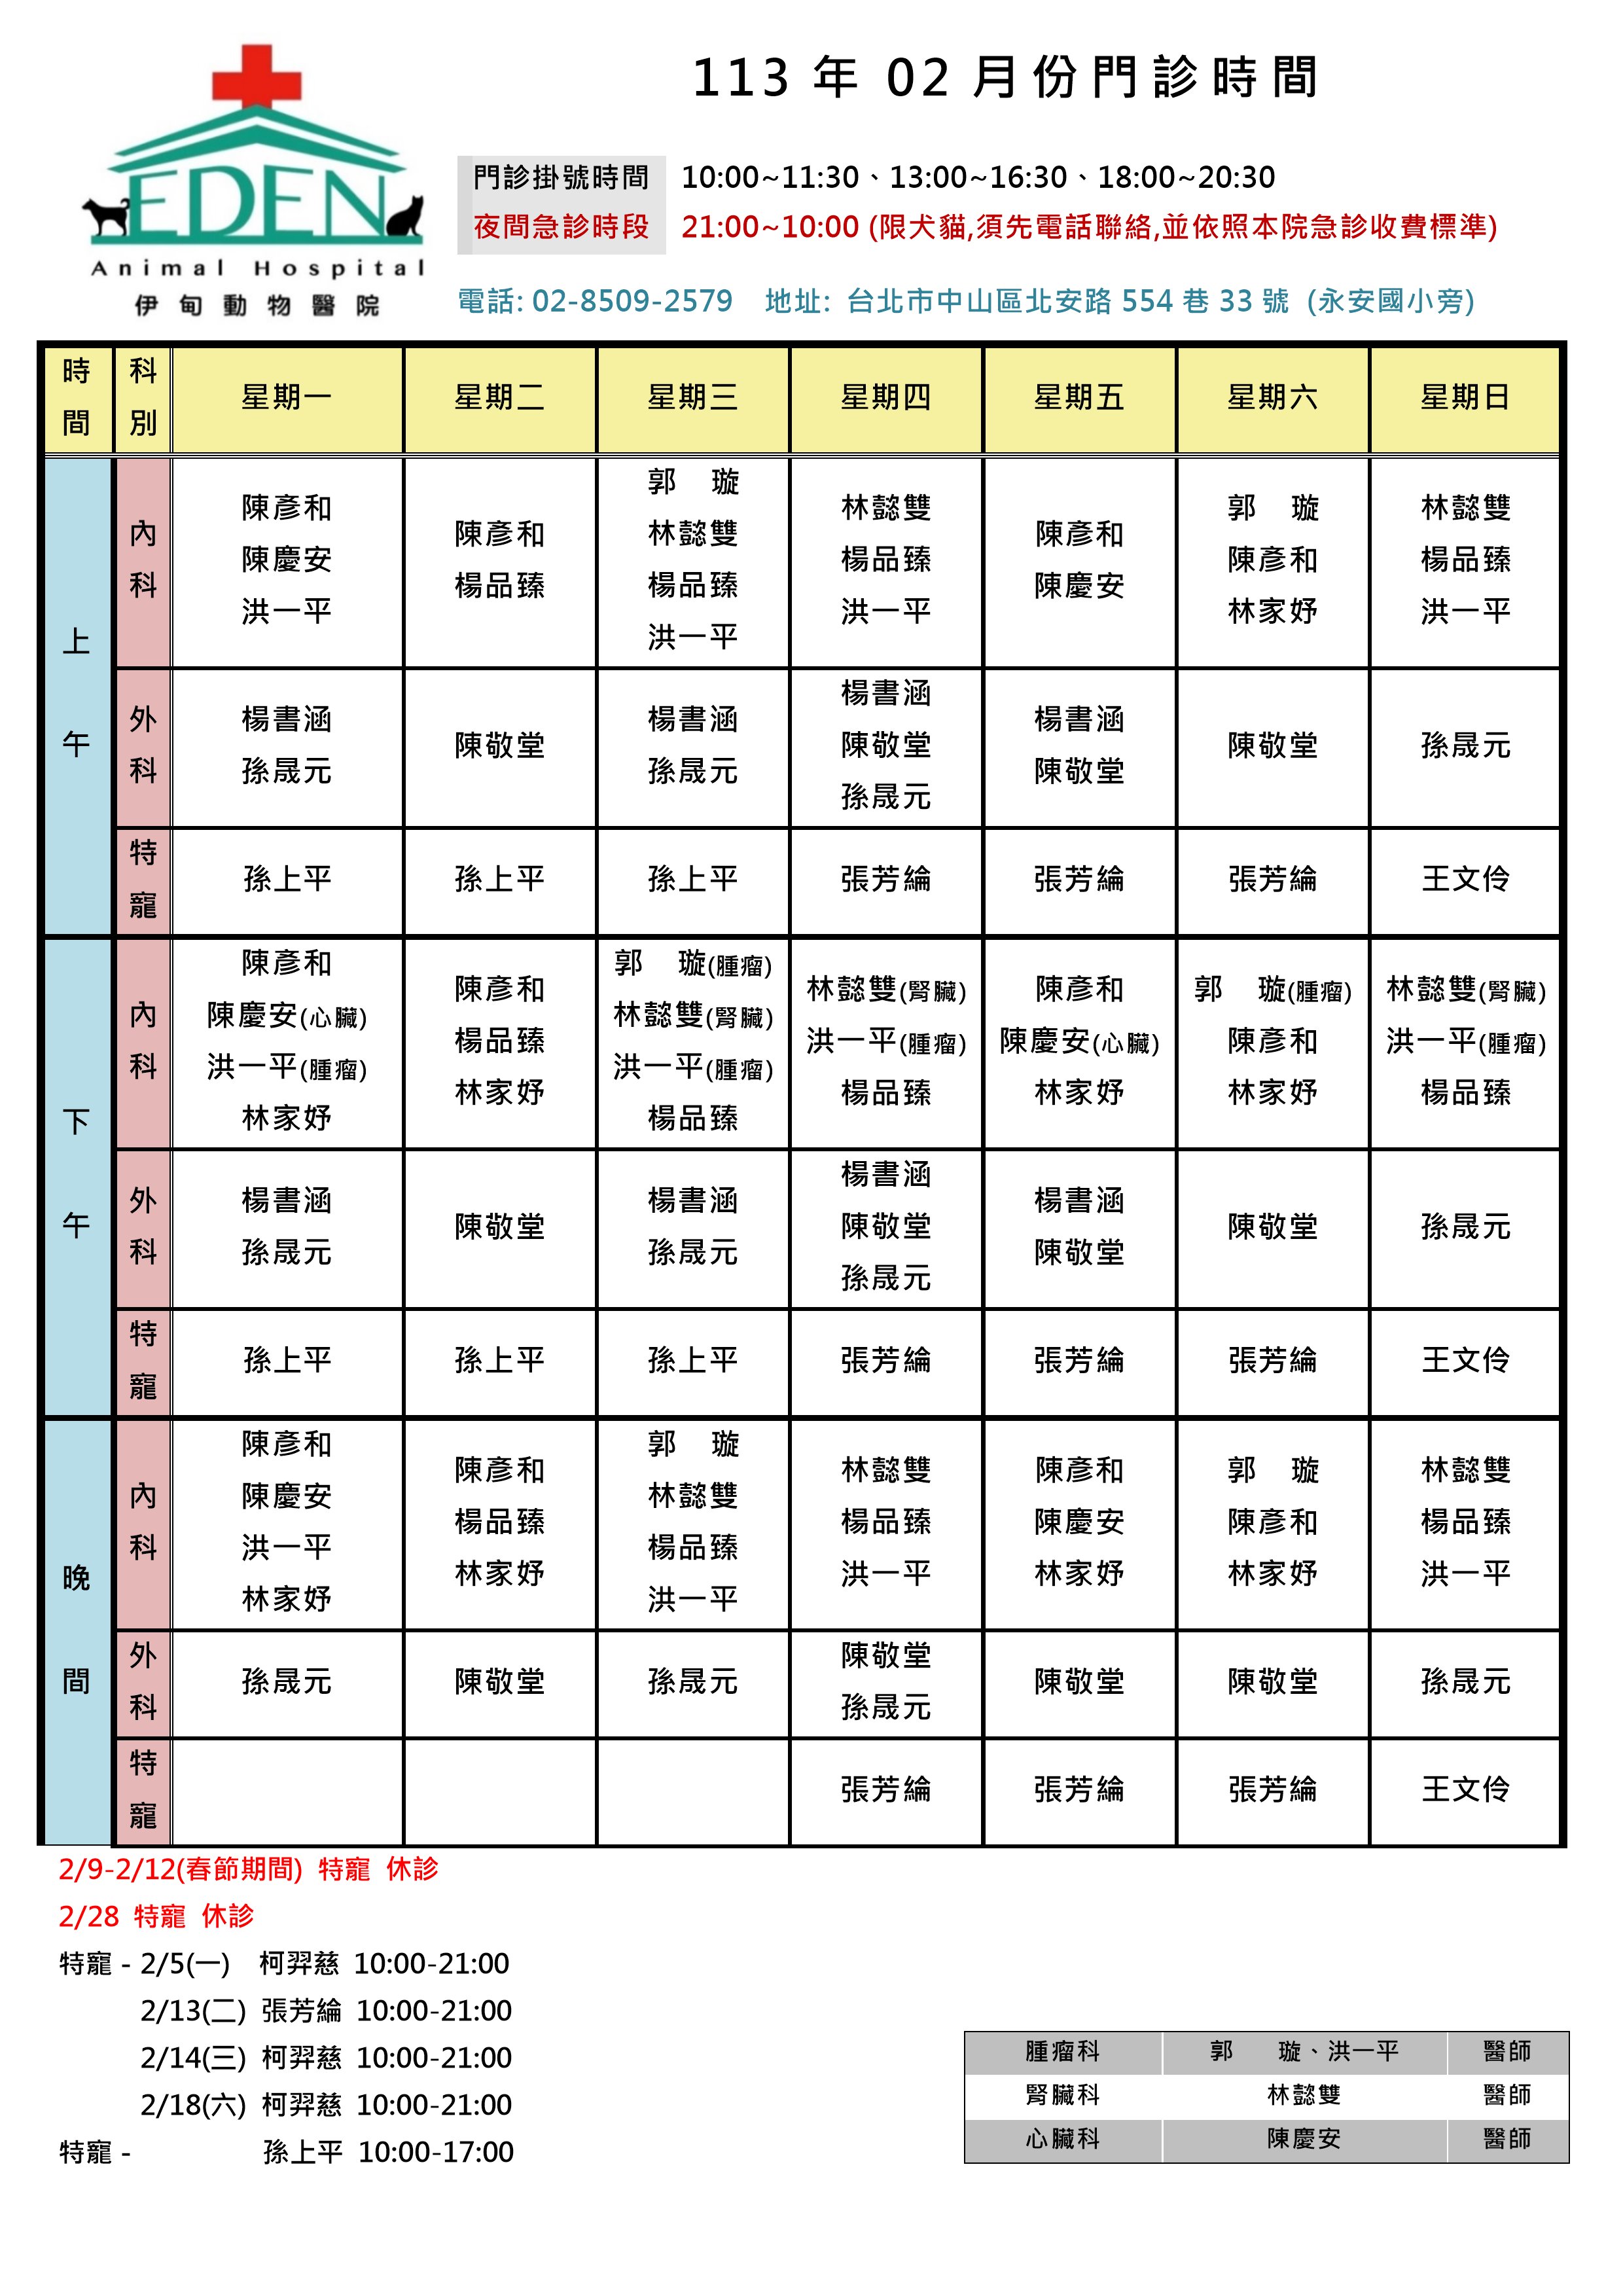 113 年 02 月份門診時間
EDEN
Animal Hospital
伊甸動物醫院
門診掛號時間 10:00~11:30、13:00~16:30、18:00~20:30
夜間急診時段 21:00~10:00 (限犬貓,須先電話聯絡,並依照本院急診收費標準)
電話: 02-8509-2579 地址: 台北市中山區北安路 554 巷 33 號 (永安國小旁)
時間 科別 星期一 星期二 星期三 星期四 星期五 星期六 星期日
上午
內科
陳彥和
陳慶安
洪一平
陳彥和
楊品臻
郭 璇
林懿雙
楊品臻
洪一平
林懿雙
楊品臻
洪一平
陳彥和
陳慶安
郭 璇
陳彥和
林家妤
林懿雙
楊品臻
洪一平
外科
楊書涵
孫晟元
陳敬堂
楊書涵
孫晟元
楊書涵
陳敬堂
孫晟元
楊書涵
陳敬堂
陳敬堂
孫晟元
特寵
孫上平 孫上平 孫上平 張芳綸 張芳綸 張芳綸 王文伶
下午
內科
陳彥和
陳慶安(心臟)
洪一平(腫瘤)
林家妤
陳彥和
楊品臻
林家妤
郭 璇(腫瘤)
林懿雙(腎臟)
洪一平(腫瘤)
楊品臻
林懿雙(腎臟)
洪一平(腫瘤)
楊品臻
陳彥和
陳慶安(心臟)
林家妤
郭 璇(腫瘤)
陳彥和
林家妤
林懿雙(腎臟)
洪一平(腫瘤)
楊品臻
外科
楊書涵
孫晟元
陳敬堂
楊書涵
孫晟元
楊書涵
陳敬堂
孫晟元
楊書涵
陳敬堂
陳敬堂
孫晟元
特寵
孫上平 孫上平 孫上平 張芳綸 張芳綸 張芳綸 王文伶
晚間
內科
陳彥和
陳慶安
洪一平
林家妤
陳彥和
楊品臻
林家妤
郭 璇
林懿雙
楊品臻
洪一平
林懿雙
楊品臻
洪一平
陳彥和
陳慶安
林家妤
郭 璇
陳彥和
林家妤
林懿雙
楊品臻
洪一平
外科
孫晟元
陳敬堂
孫晟元
陳敬堂
孫晟元
陳敬堂
陳敬堂
孫晟元
特寵
張芳綸 張芳綸 張芳綸 王文伶
2/9-2/12(春節期間) 特寵 休診
2/28 特寵 休診
特寵 - 2/5(一) 柯羿慈 10:00-21:00
2/13(二) 張芳綸 10:00-21:00
2/14(三) 柯羿慈 10:00-21:00
2/18(六) 柯羿慈 10:00-21:00
特寵 - 孫上平 10:00-17:00
腫瘤科 郭 璇、洪一平 醫師
腎臟科 林懿雙 醫師
心臟科 陳慶安 醫師